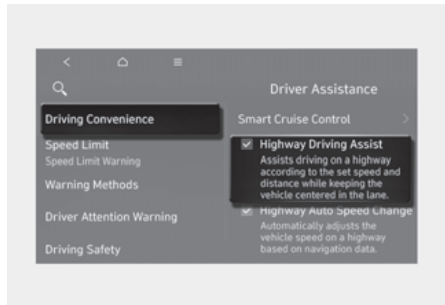 Driver Assistance
Driving Convenience
Speed Limit
Speed Limit Warning
Warning Methods
Driver Attention Warning
Driving Safety
Smart Cruise Control
Highway Driving Assist
Assists driving on a highway
according to the set speed and
distance while keeping the
vehicle centered in the lane.
Highway Auto Speed Change
Automatically adjusts the
vehicle speed on a highway
based on navigation data.